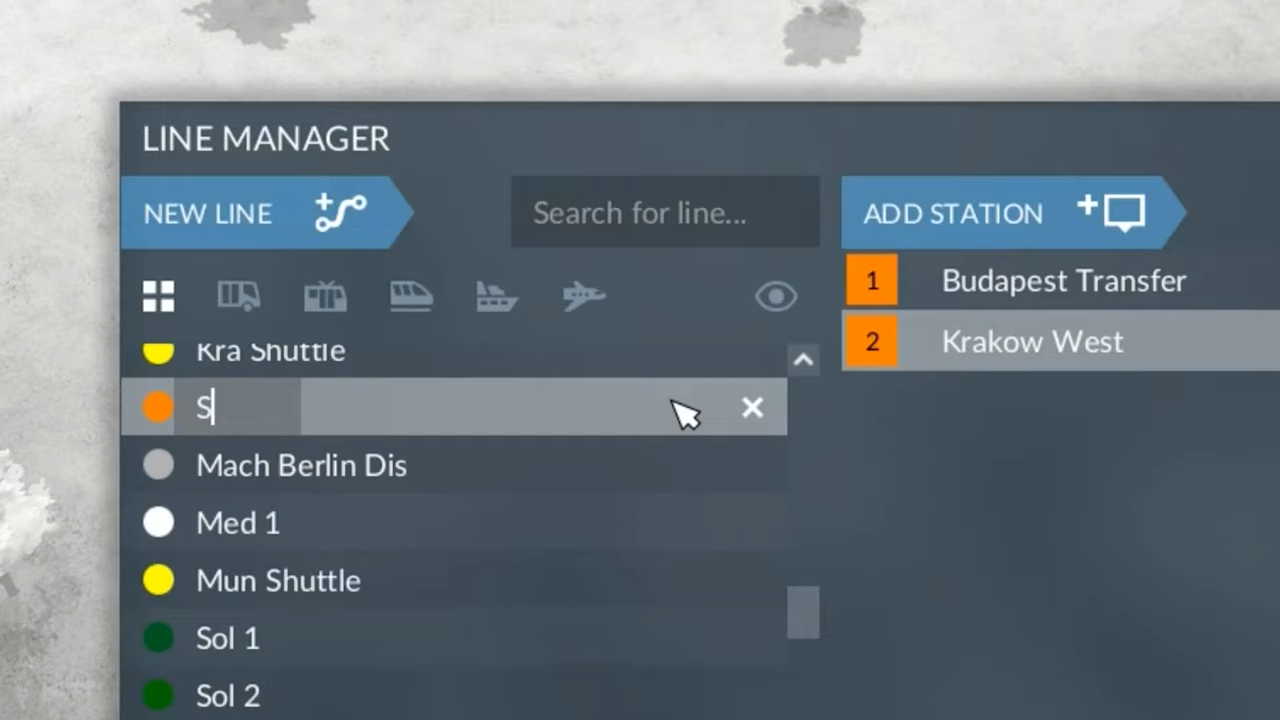 LINE MANAGER
NEW LINE
Search for line...
ADD STATION
1 Budapest Transfer
2 Krakow West
Kra Shuttle
S
Mach Berlin Dis
Med 1
Mun Shuttle
Sol 1
Sol 2